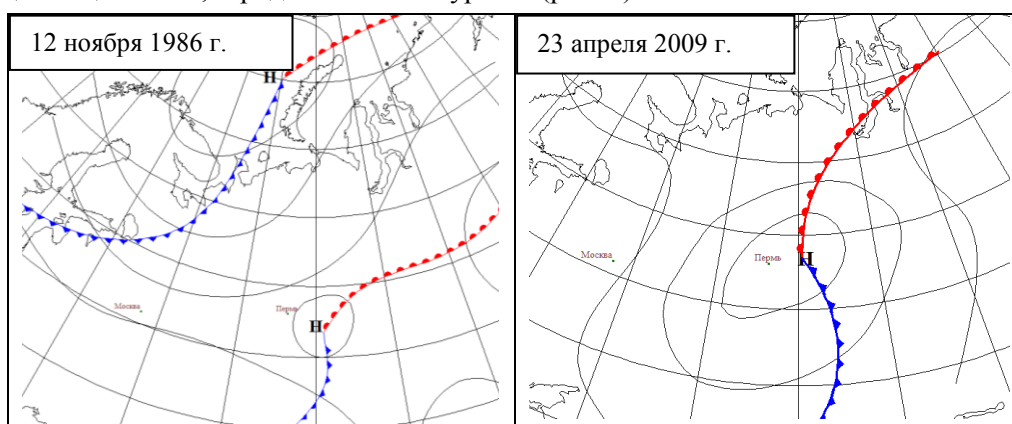 12 ноября 1986 г.
Н
Москва
Пермь
Н
23 апреля 2009 г.
Москва
Пермь
Н